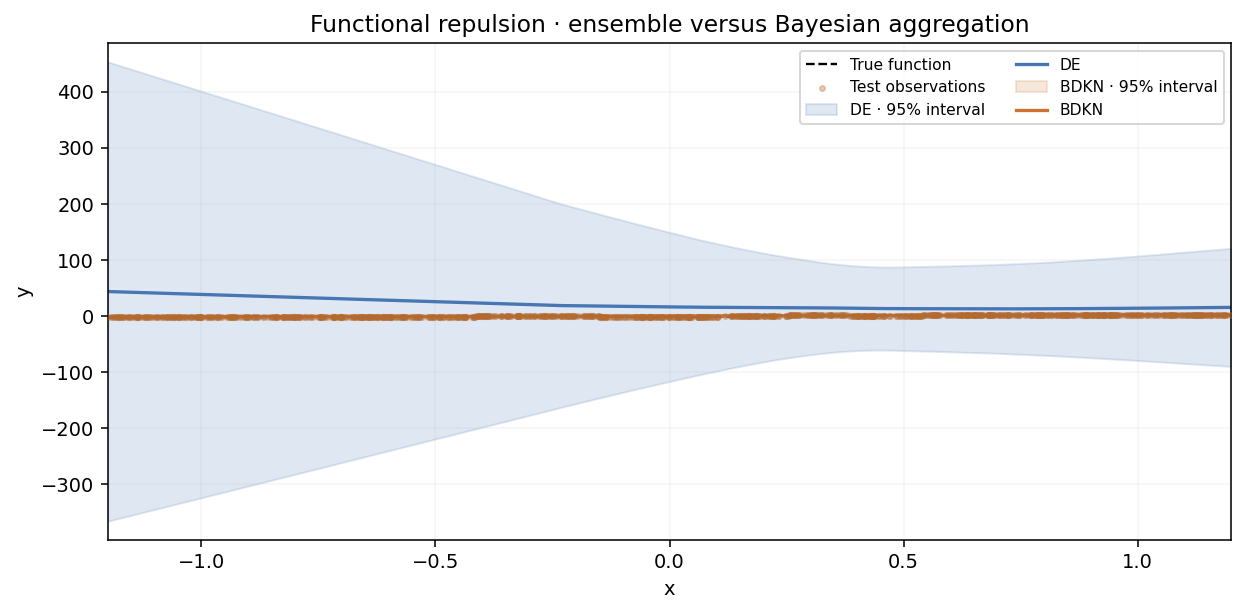 Functional repulsion · ensemble versus Bayesian aggregation
True function
Test observations
DE · 95% interval
DE
BDKN · 95% interval
BDKN
y
400
300
200
100
0
−100
−200
−300
−1.0
−0.5
0.0
0.5
1.0
x